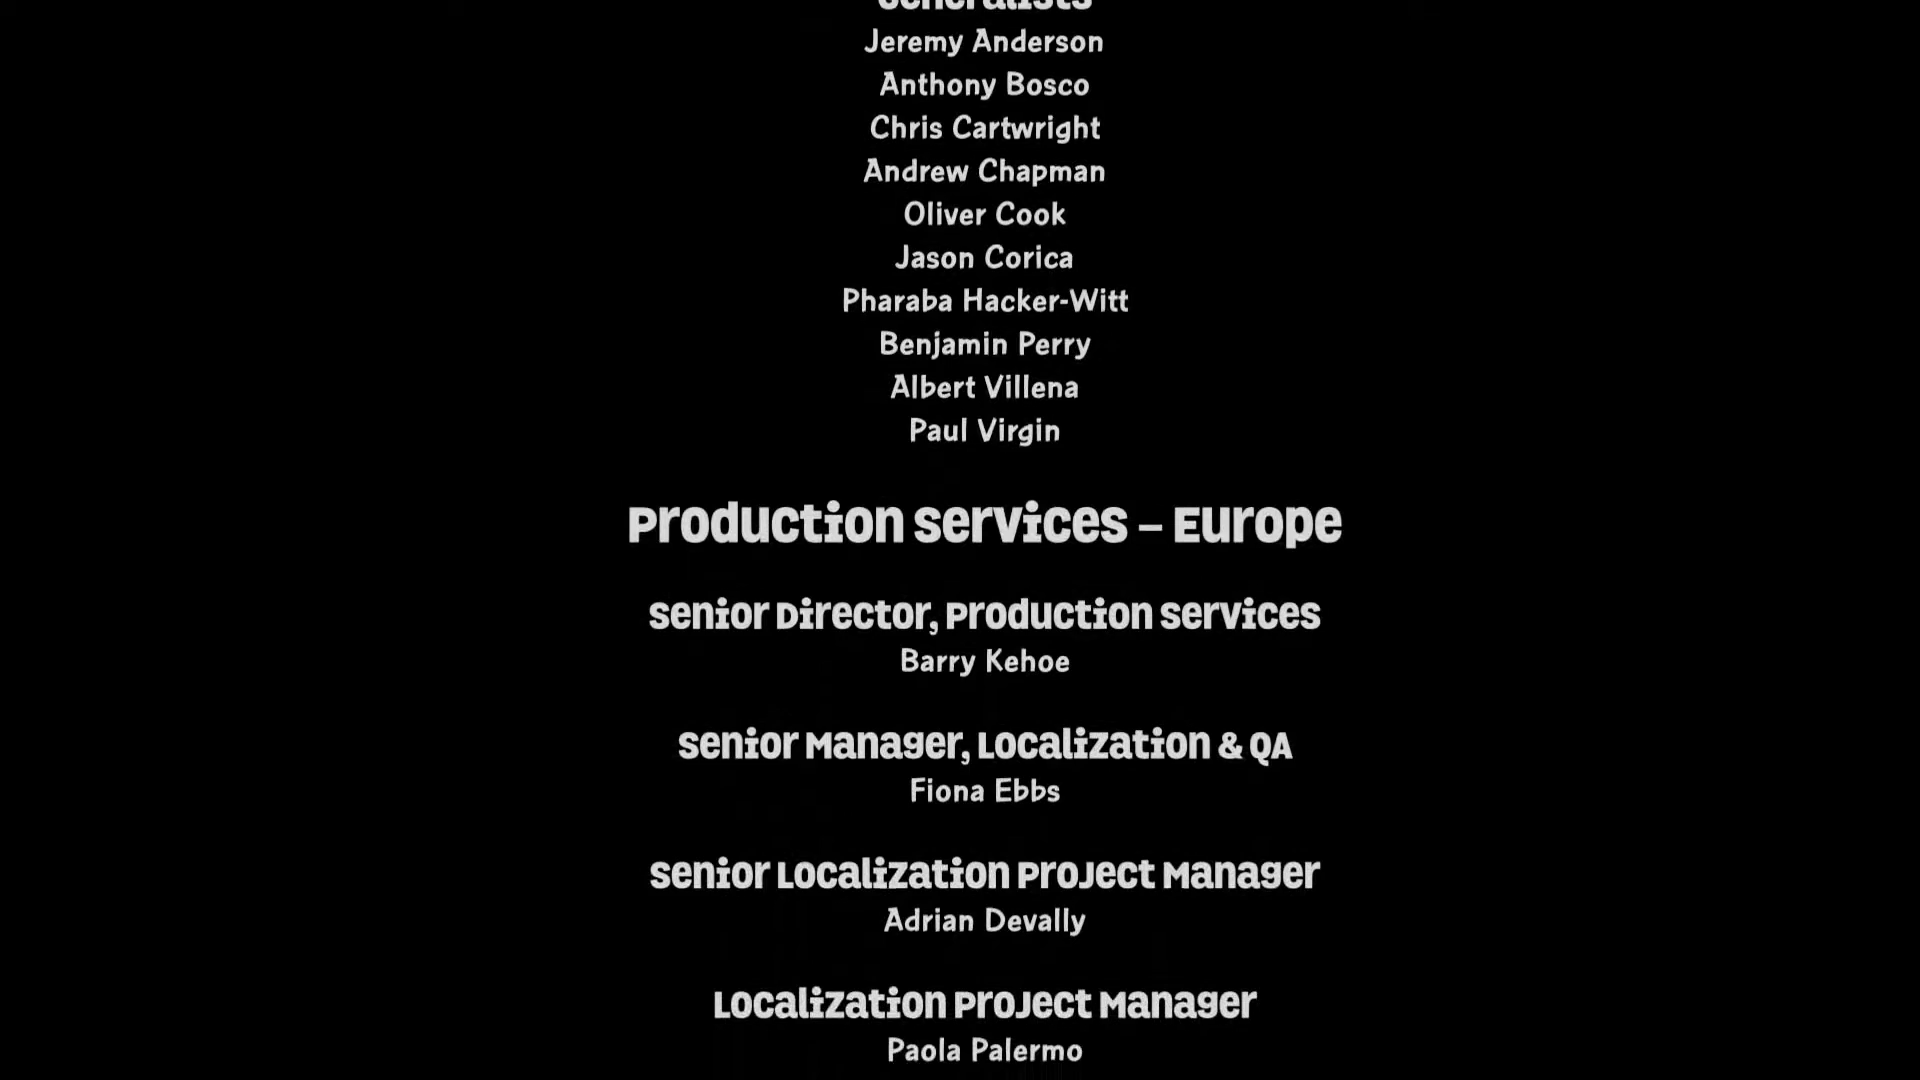 Generalists
Jeremy Anderson
Anthony Bosco
Chris Cartwright
Andrew Chapman
Oliver Cook
Jason Corica
Pharaba Hacker-Witt
Benjamin Perry
Albert Villena
Paul Virgin
Production Services – Europe
Senior Director, Production Services
Barry Kehoe
Senior Manager, Localization & QA
Fiona Ebbs
Senior Localization Project Manager
Adrian Devally
Localization Project Manager
Paola Palermo